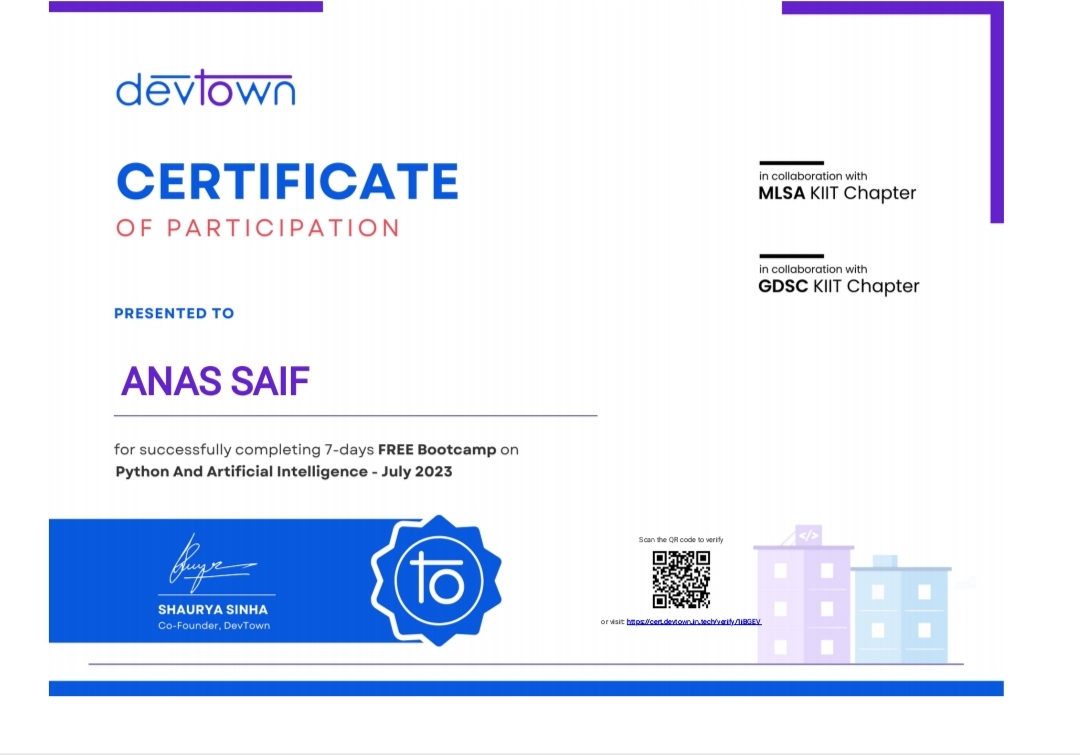 devtown
CERTIFICATE
OF PARTICIPATION
in collaboration with
MLSA KIIT Chapter
in collaboration with
GDSC KIIT Chapter
PRESENTED TO
ANAS SAIF
for successfully completing 7-days FREE Bootcamp on
Python And Artificial Intelligence - July 2023
SHAURYA SINHA
Co-Founder, DevTown
to
Scan the QR code to verify
or visit: https://cert.devtown.in.tech/verify/1iBGEV
</>